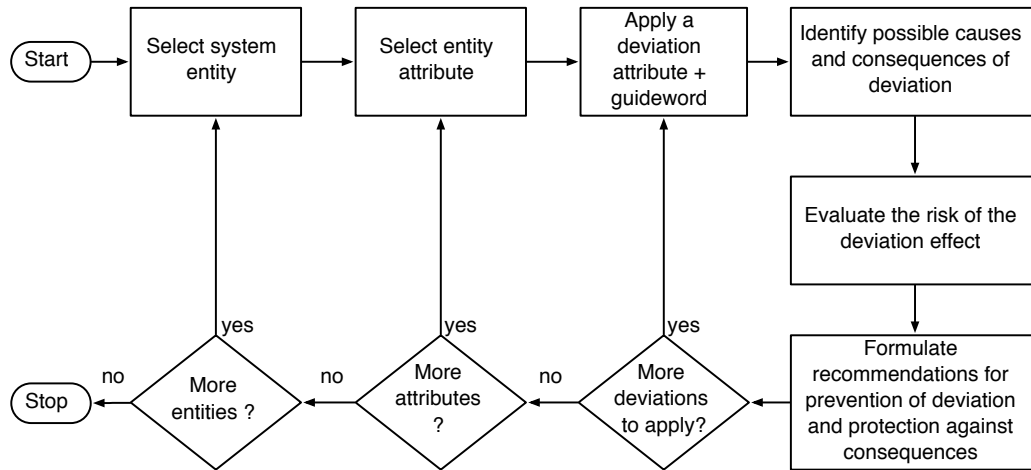 Start
Select system
entity
Select entity
attribute
Apply a
deviation
attribute +
guideword
Identify possible causes
and consequences of
deviation
Evaluate the risk of the
deviation effect
Formulate
recommendations for
prevention of deviation
and protection against
consequences
yes
More
deviations
to apply?
no
yes
More
attributes
?
no
yes
More
entities ?
no
Stop